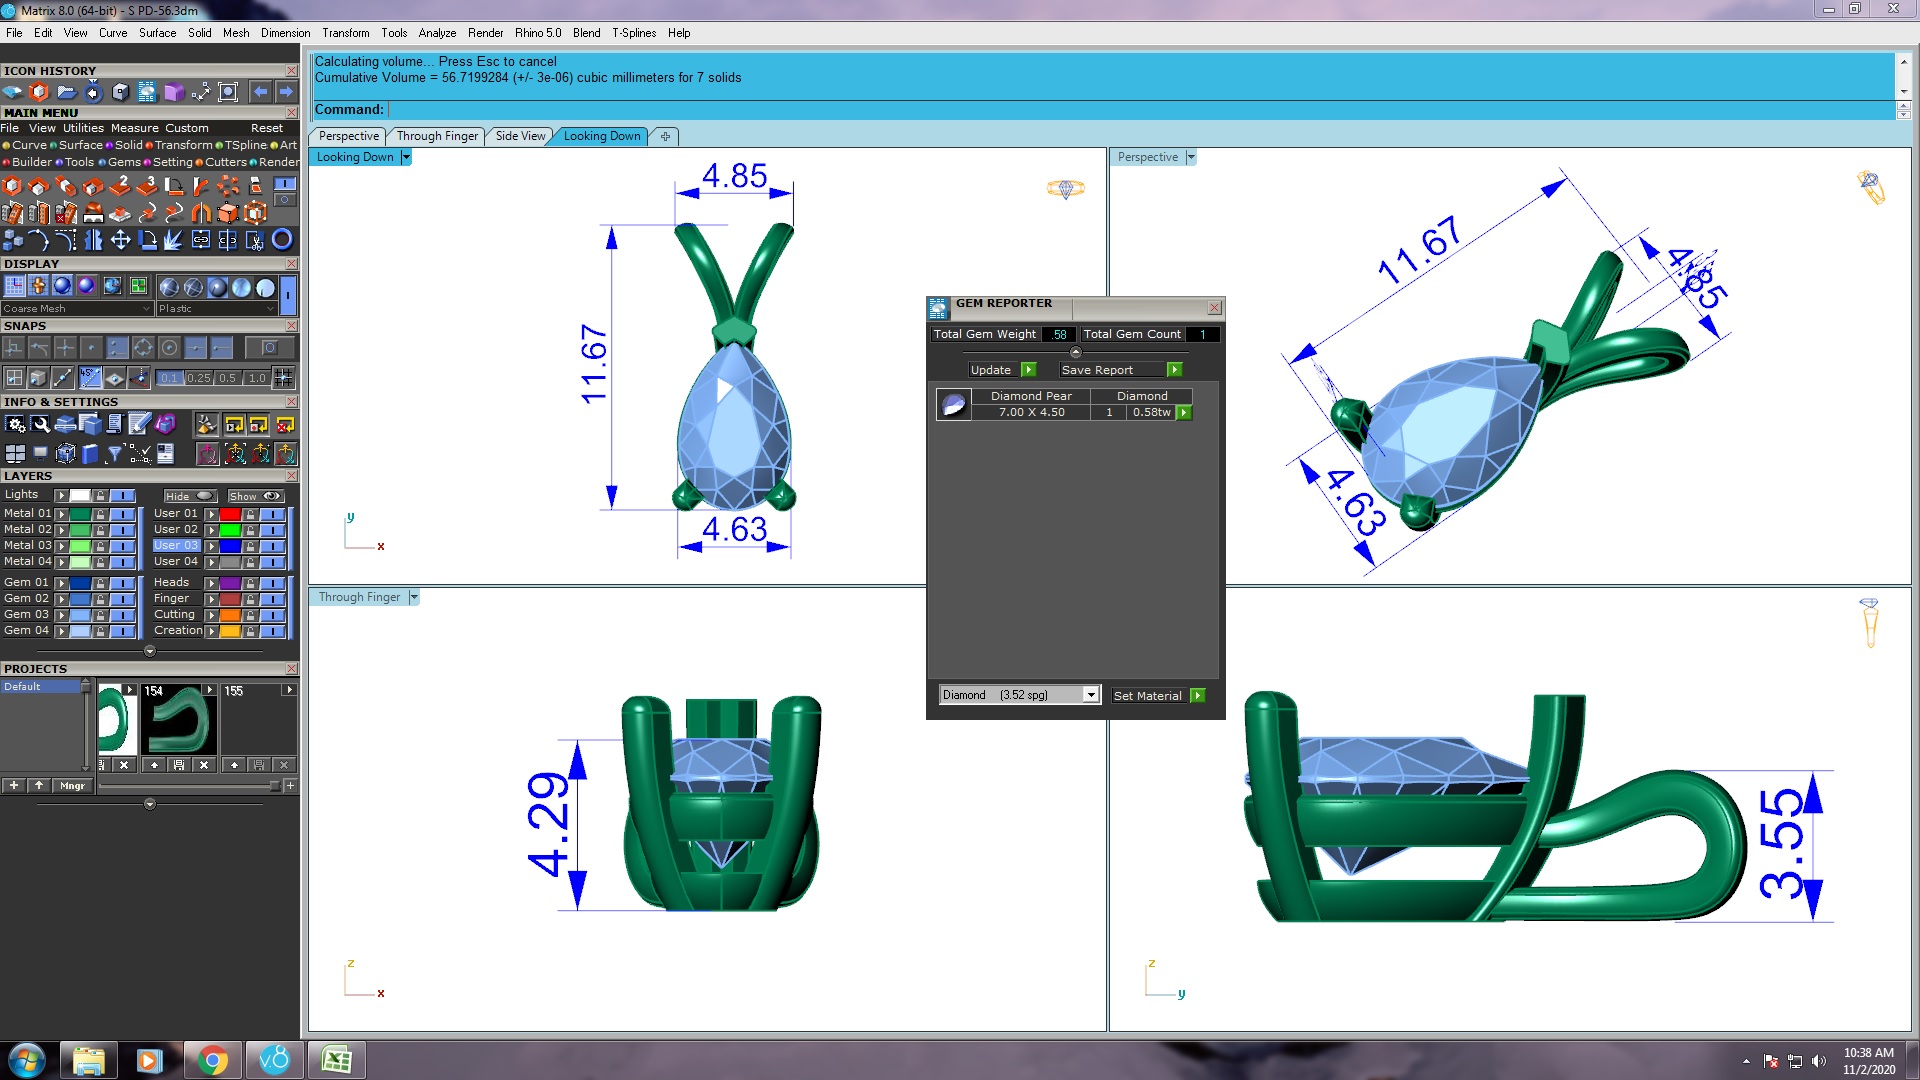 Matrix 8.0 (64-bit) - S PD-56.3dm
File Edit View Curve Surface Solid Mesh Dimension Transform Tools Analyze Render Rhino 5.0 Blend T-Splines Help
Calculating volume... Press Esc to cancel
Cumulative Volume = 56.7199284 (+/- 3e-06) cubic millimeters for 7 solids
Command:
Perspective Through Finger Side View Looking Down
ICON HISTORY
MAIN MENU
File View Utilities Measure Custom Reset
Curve Surface Solid Transform TSpline Art
Builder Tools Gems Setting Cutters Render
2 3
DISPLAY
Coarse Mesh Plastic
SNAPS
45°
0.1 0.25 0.5 1.0
INFO & SETTINGS
LAYERS
Lights Hide Show
Metal 01 User 01
Metal 02 User 02
Metal 03 User 03
Metal 04 User 04
Gem 01 Heads
Gem 02 Finger
Gem 03 Cutting
Gem 04 Creation
PROJECTS
Default
154 155
Mngr
Looking Down
4.85
11.67
4.63
y
x
Perspective
11.67
4.85
4.63
GEM REPORTER
Total Gem Weight .58 Total Gem Count 1
Update Save Report
Diamond Pear Diamond
7.00 X 4.50 1 0.58tw
Diamond (3.52 spg) Set Material
Through Finger
4.29
z
x
3.55
z
y
v8
10:38 AM
11/2/2020